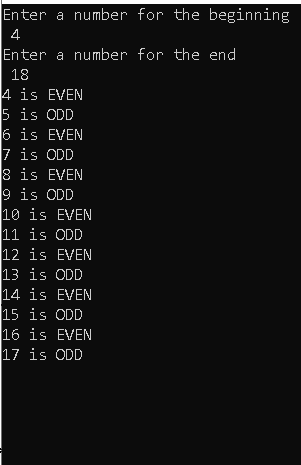 Enter a number for the beginning
4
Enter a number for the end
18
4 is EVEN
5 is ODD
6 is EVEN
7 is ODD
8 is EVEN
9 is ODD
10 is EVEN
11 is ODD
12 is EVEN
13 is ODD
14 is EVEN
15 is ODD
16 is EVEN
17 is ODD